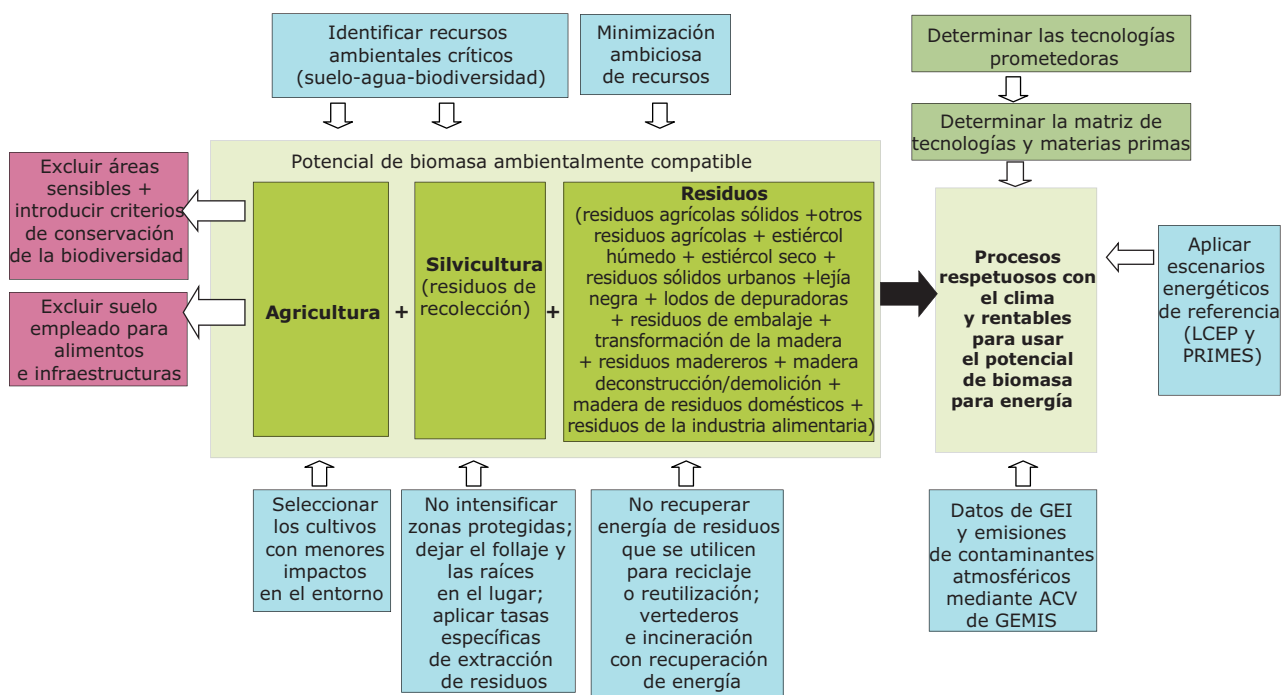 Identificar recursos
ambientales críticos
(suelo-agua-biodiversidad)
Minimización
ambiciosa
de recursos
Determinar las tecnologías
prometedoras
Determinar la matriz de
tecnologías y materias primas
Excluir áreas
sensibles +
introducir criterios
de conservación
de la biodiversidad
Excluir suelo
empleado para
alimentos
e infraestructuras
Potencial de biomasa ambientalmente compatible
Agricultura
+
Silvicultura
(residuos de
recolección)
+
Residuos
(residuos agrícolas sólidos +otros
residuos agrícolas + estiércol
húmedo + estiércol seco +
residuos sólidos urbanos +lejía
negra + lodos de depuradoras
+ residuos de embalaje +
transformación de la madera
+ residuos madereros + madera
deconstrucción/demolición +
madera de residuos domésticos +
residuos de la industria alimentaria)
Procesos
respetuosos con
el clima
y rentables
para usar
el potencial
de biomasa
para energía
Aplicar
escenarios
energéticos
de referencia
(LCEP y
PRIMES)
Seleccionar
los cultivos
con menores
impactos
en el entorno
No intensificar
zonas protegidas;
dejar el follaje y
las raíces
en el lugar;
aplicar tasas
específicas
de extracción
de residuos
No recuperar
energía de residuos
que se utilicen
para reciclaje
o reutilización;
vertederos
e incineración
con recuperación
de energía
Datos de GEI
y emisiones
de contaminantes
atmosféricos
mediante ACV
de GEMIS